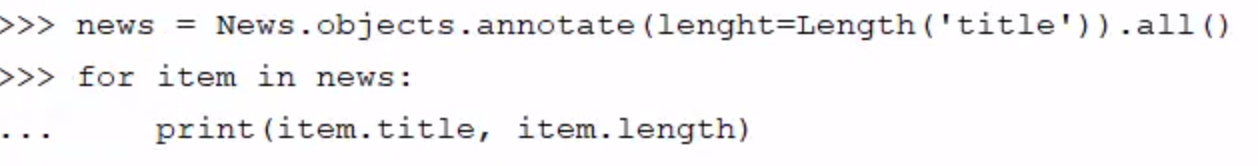 >>> news = News.objects.annotate(lenght=Length('title')).all()
>>> for item in news:
...     print(item.title, item.length)